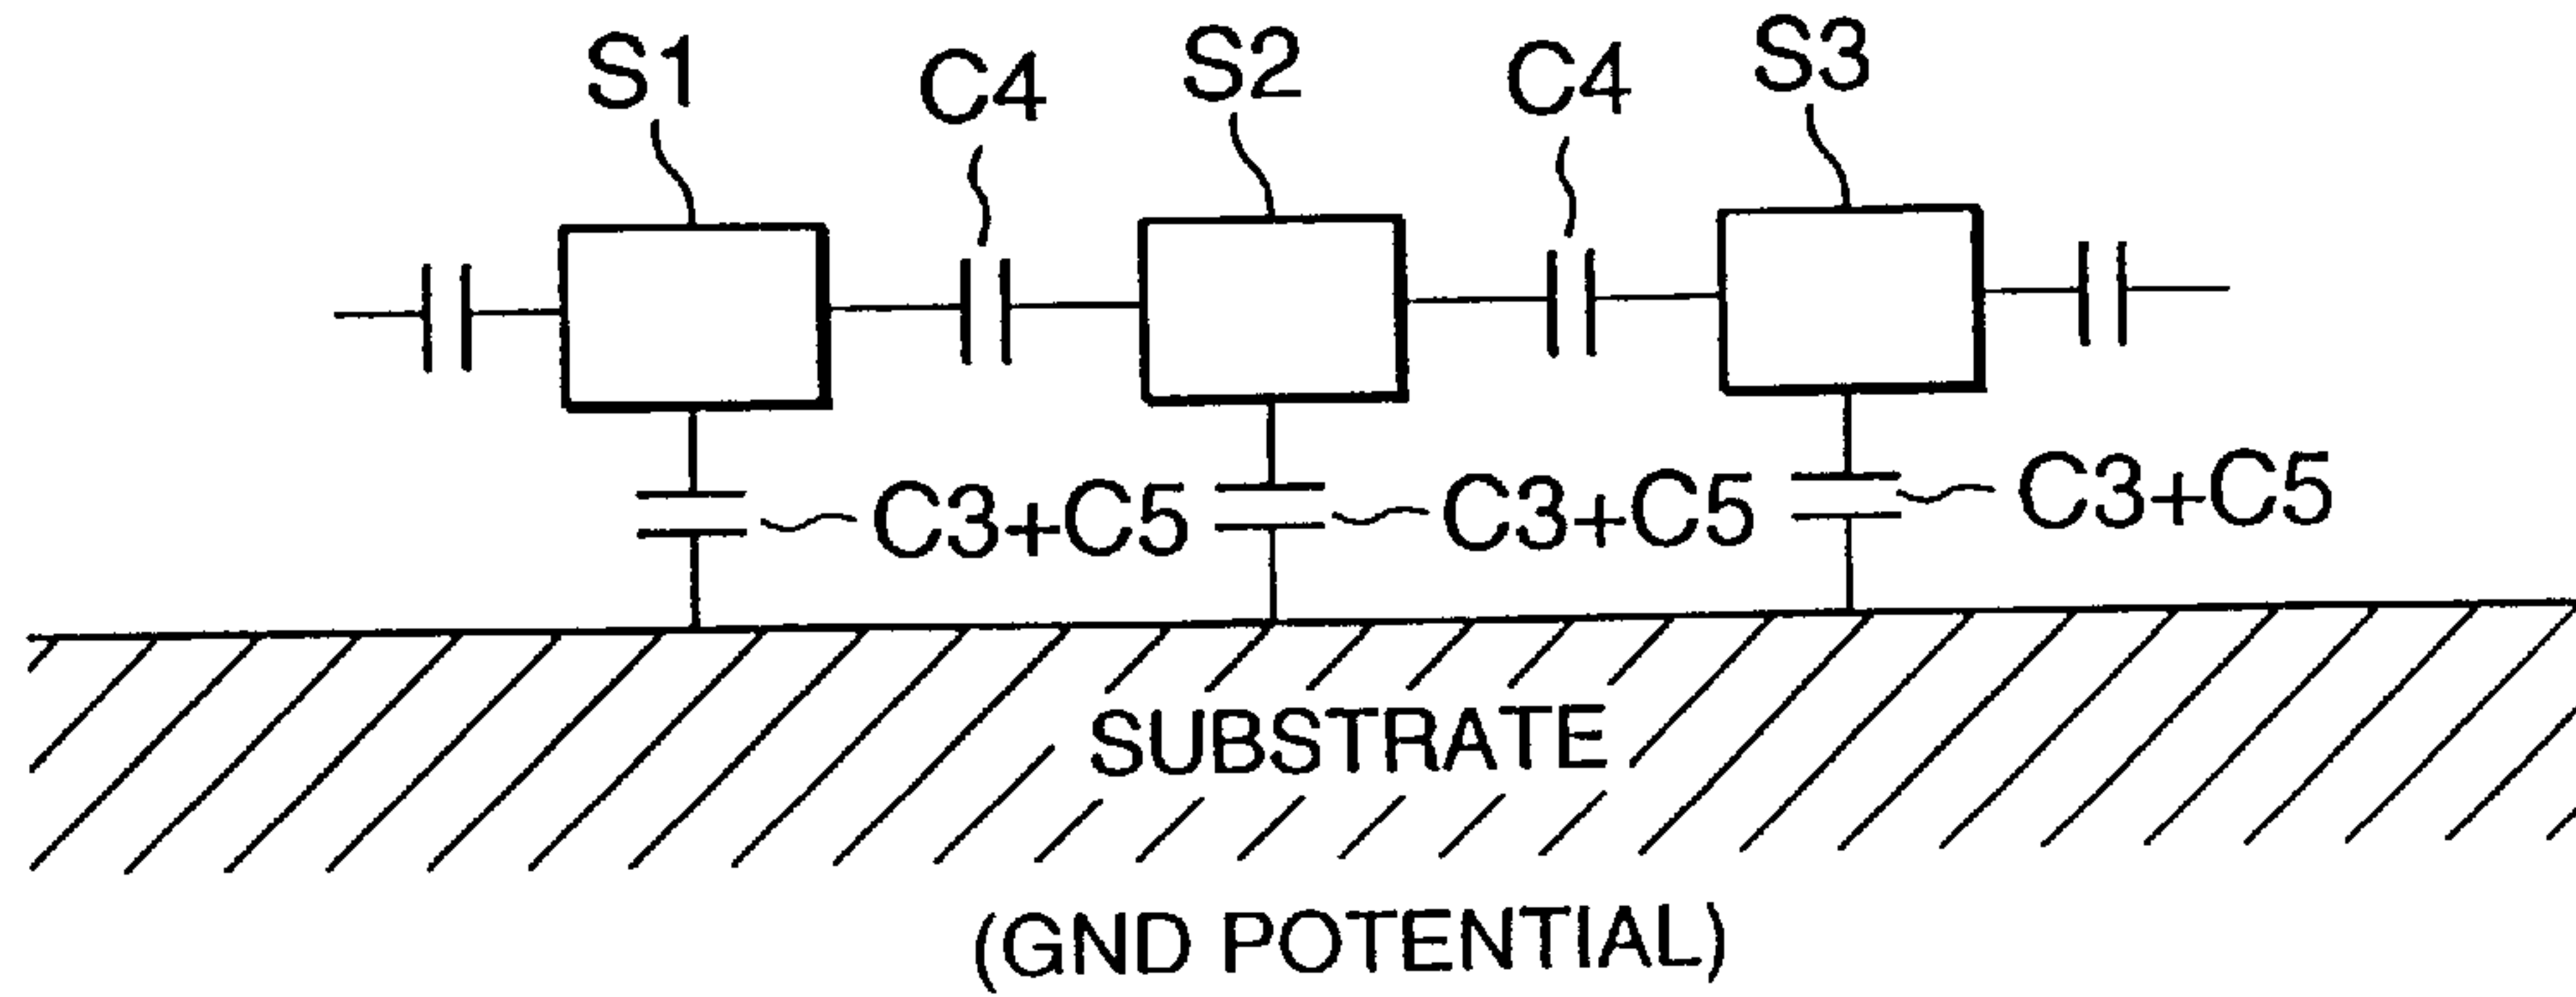 S1 C4 S2 C4 S3
C3+C5 C3+C5 C3+C5
SUBSTRATE
(GND POTENTIAL)